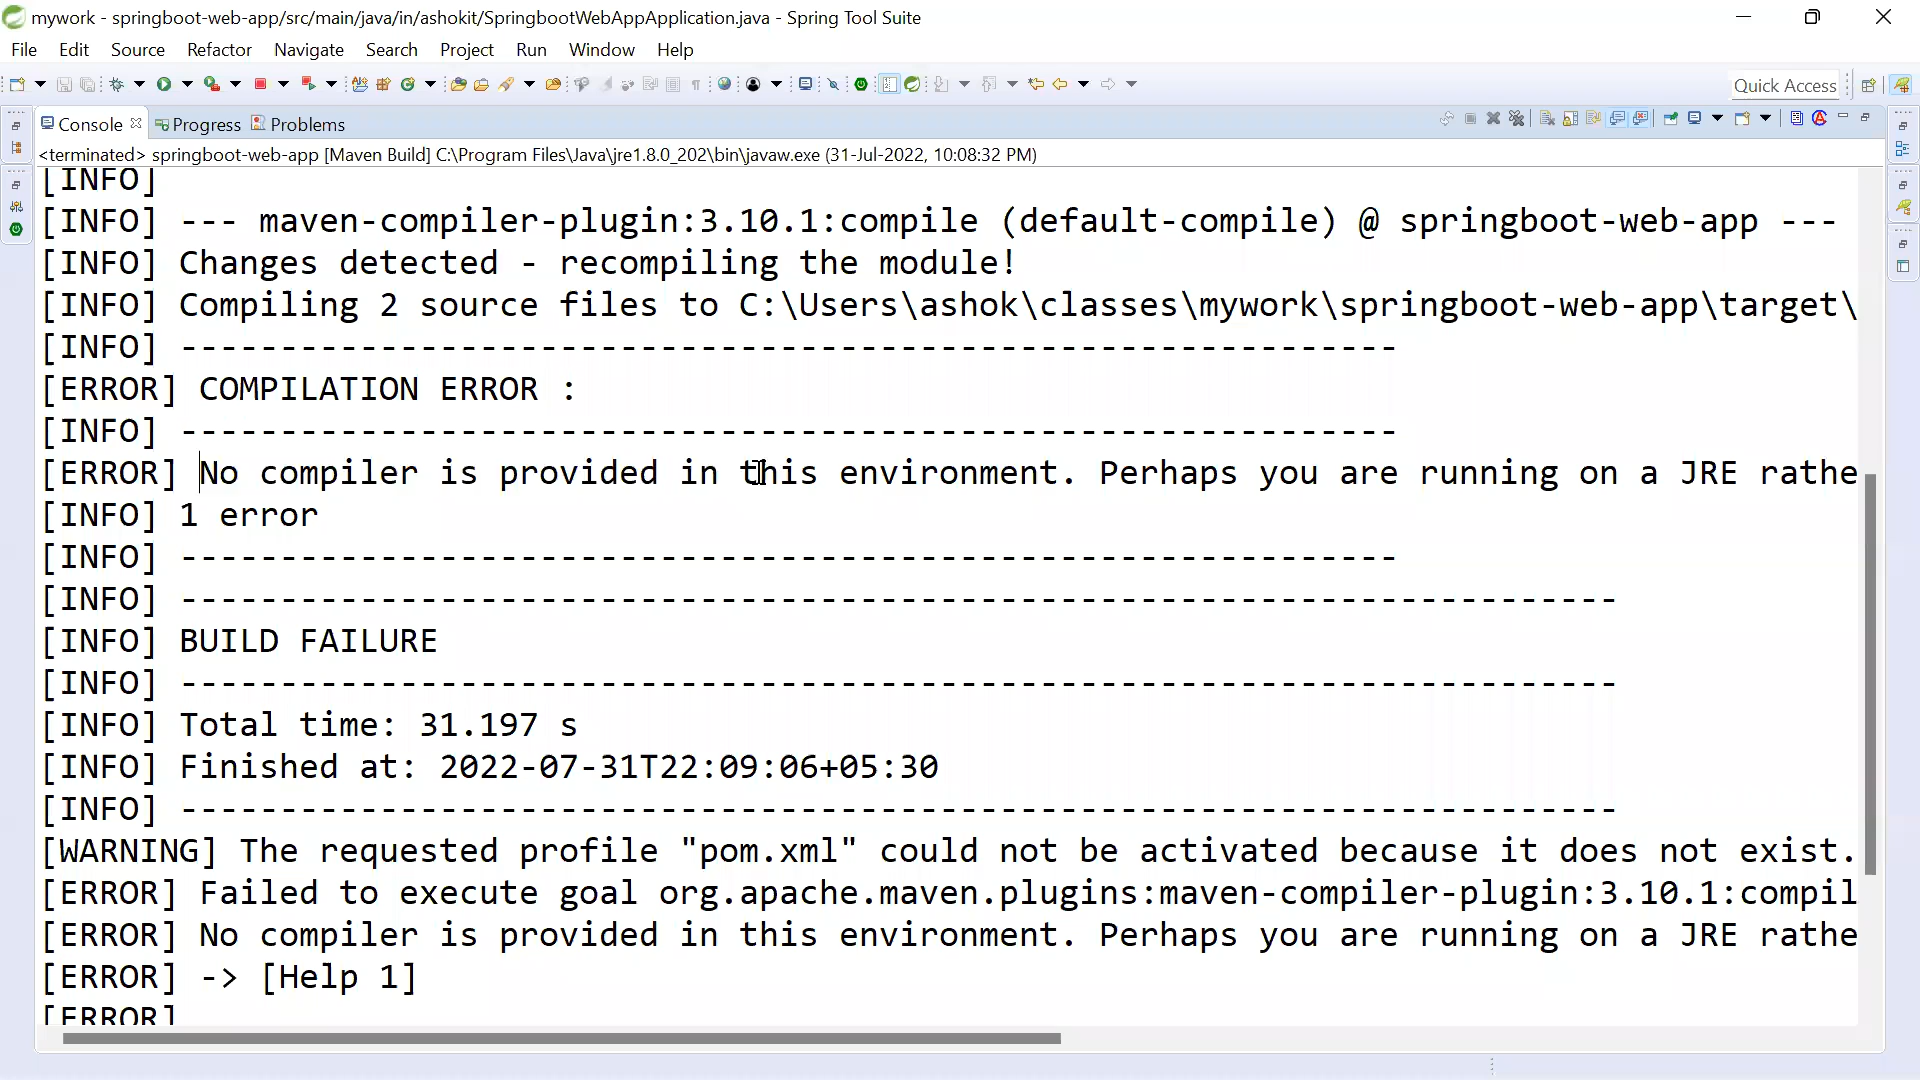 mywork - springboot-web-app/src/main/java/in/ashokit/SpringbootWebAppApplication.java - Spring Tool Suite
File Edit Source Refactor Navigate Search Project Run Window Help
Quick Access
Console Progress Problems
<terminated> springboot-web-app [Maven Build] C:\Program Files\Java\jre1.8.0_202\bin\javaw.exe (31-Jul-2022, 10:08:32 PM)
[INFO]
[INFO] --- maven-compiler-plugin:3.10.1:compile (default-compile) @ springboot-web-app ---
[INFO] Changes detected - recompiling the module!
[INFO] Compiling 2 source files to C:\Users\ashok\classes\mywork\springboot-web-app\target\
[INFO] -------------------------------------------------------------
[ERROR] COMPILATION ERROR :
[INFO] -------------------------------------------------------------
[ERROR] No compiler is provided in this environment. Perhaps you are running on a JRE rathe
[INFO] 1 error
[INFO] -------------------------------------------------------------
[INFO] ------------------------------------------------------------------------
[INFO] BUILD FAILURE
[INFO] ------------------------------------------------------------------------
[INFO] Total time: 31.197 s
[INFO] Finished at: 2022-07-31T22:09:06+05:30
[INFO] ------------------------------------------------------------------------
[WARNING] The requested profile "pom.xml" could not be activated because it does not exist.
[ERROR] Failed to execute goal org.apache.maven.plugins:maven-compiler-plugin:3.10.1:compil
[ERROR] No compiler is provided in this environment. Perhaps you are running on a JRE rathe
[ERROR] -> [Help 1]
[ERROR]